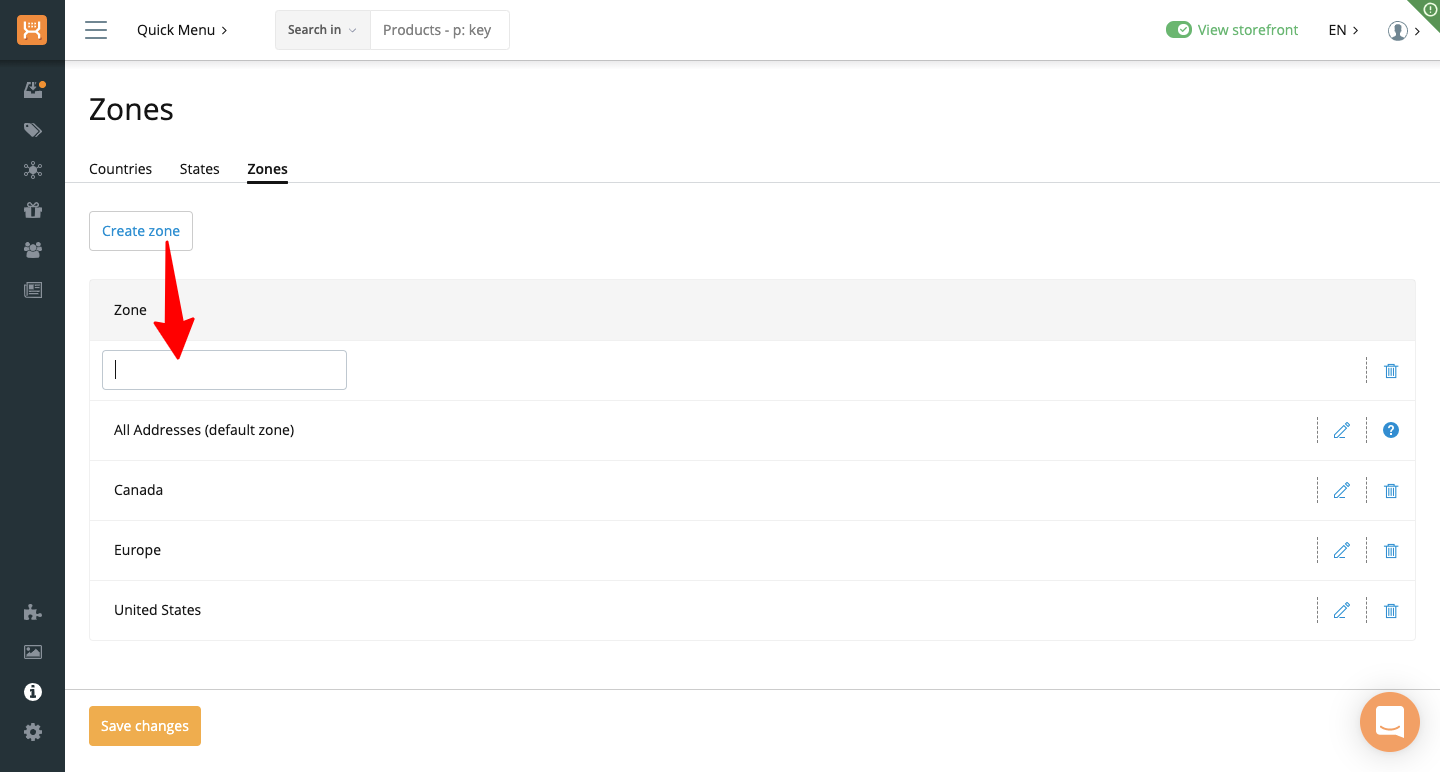 Quick Menu
Search in
Products - p: key
View storefront
EN
Zones
Countries
States
Zones
Create zone
Zone
All Addresses (default zone)
?
Canada
Europe
United States
Save changes